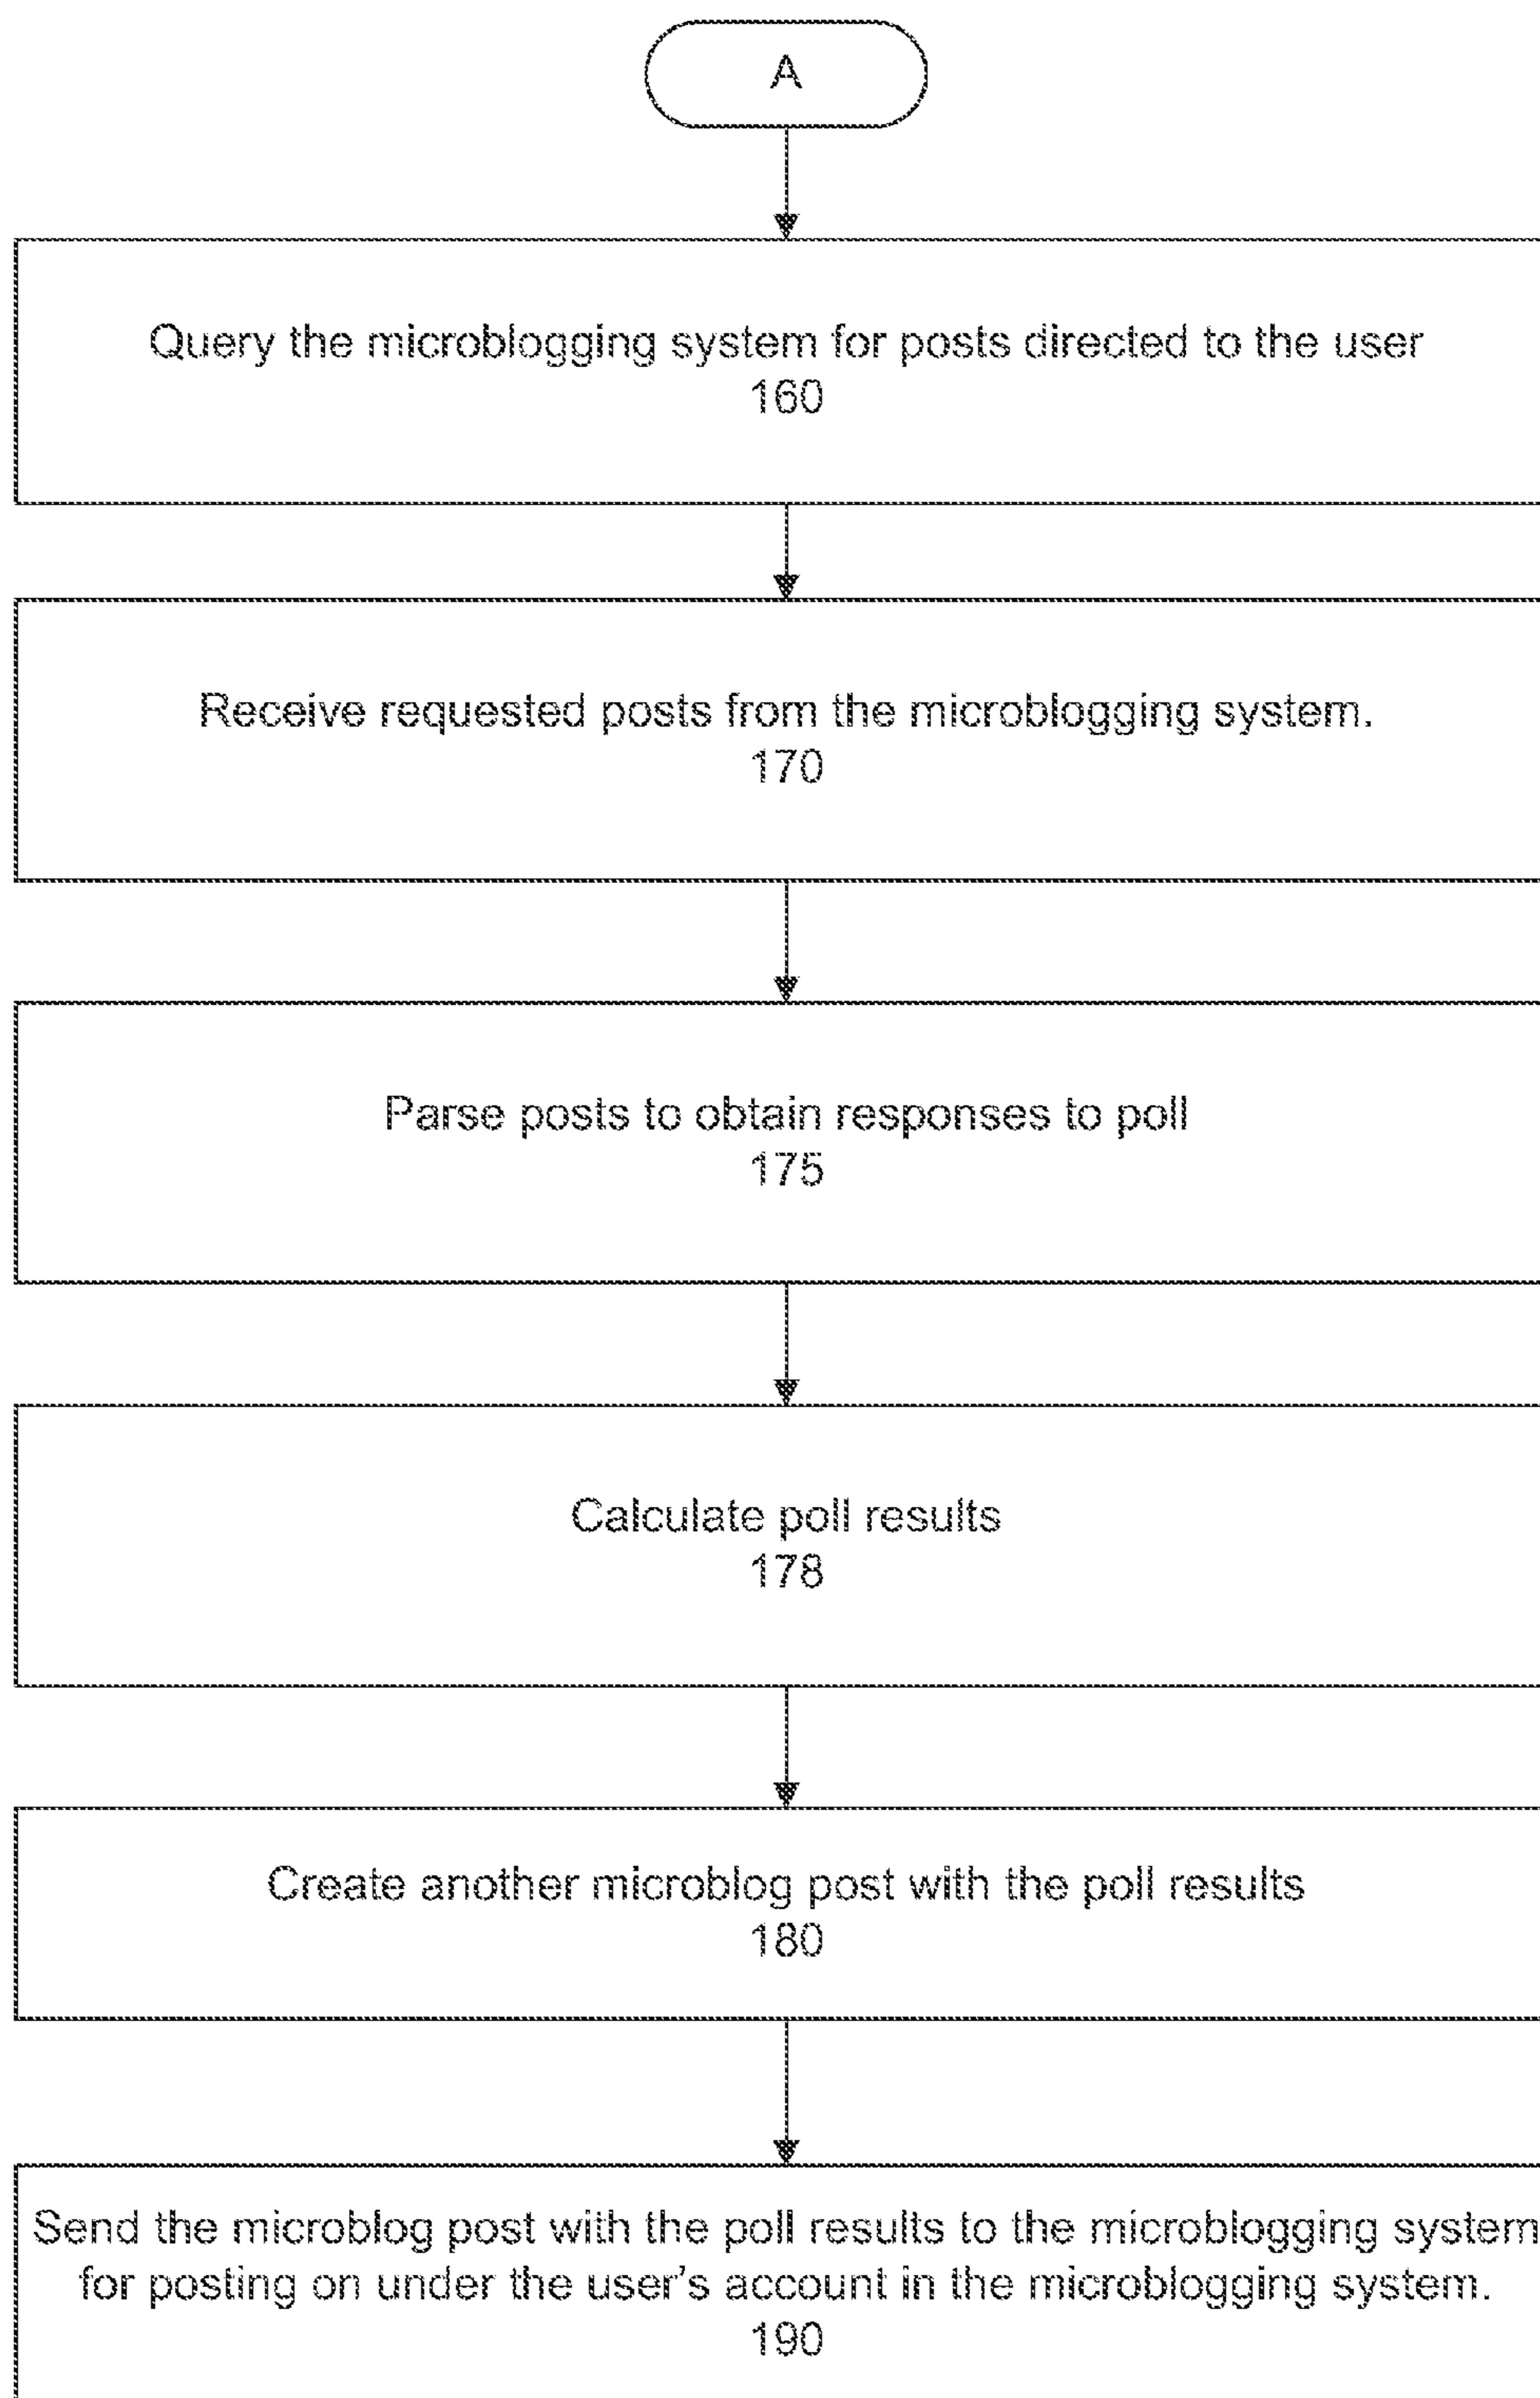 A
Query the microblogging system for posts directed to the user
160
Receive requested posts from the microblogging system.
170
Parse posts to obtain responses to poll
175
Calculate poll results
178
Create another microblog post with the poll results
180
Send the microblog post with the poll results to the microblogging system
for posting on under the user's account in the microblogging system.
190